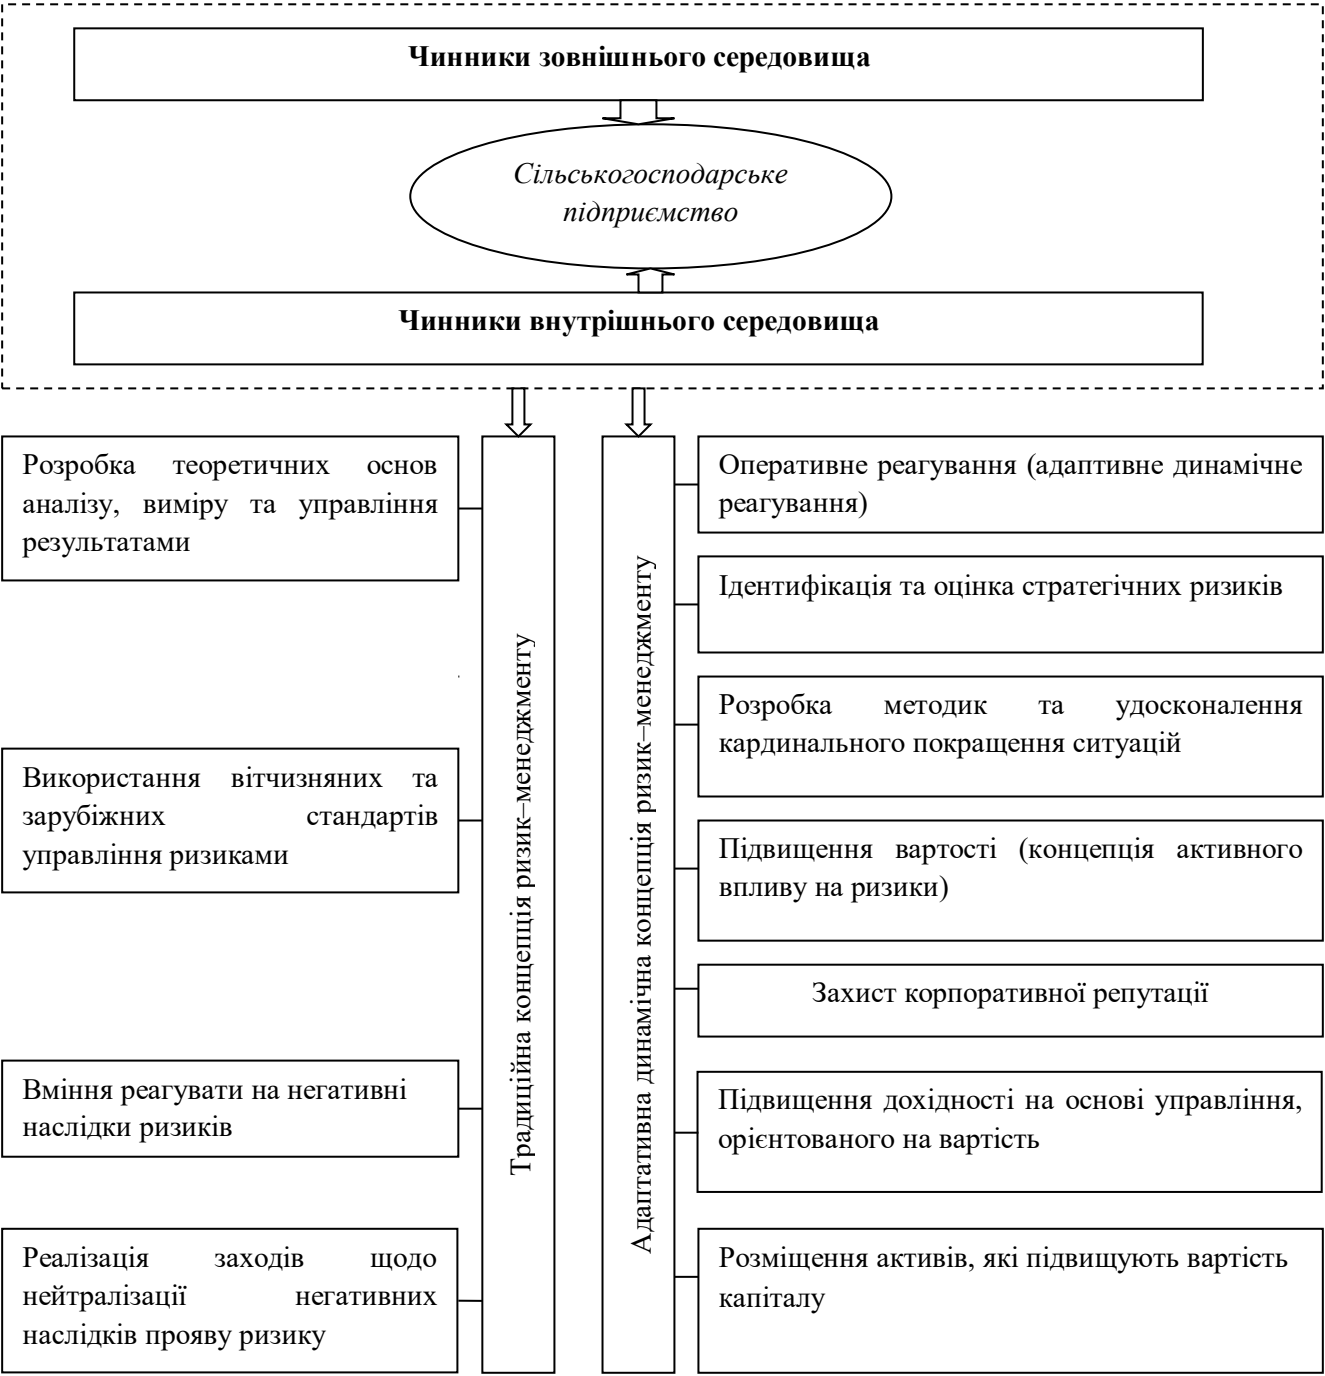 Чинники зовнішнього середовища
Сільськогосподарське
підприємство
Чинники внутрішнього середовища
Розробка теоретичних основ
аналізу, виміру та управління
результатами
Використання вітчизняних та
зарубіжних стандартів
управління ризиками
Вміння реагувати на негативні
наслідки ризиків
Реалізація заходів щодо
нейтралізації негативних
наслідків прояву ризику
Традиційна концепція ризик–менеджменту
Адаптативна динамічна концепція ризик–менеджменту
Оперативне реагування (адаптивне динамічне
реагування)
Ідентифікація та оцінка стратегічних ризиків
Розробка методик та удосконалення
кардинального покращення ситуацій
Підвищення вартості (концепція активного
впливу на ризики)
Захист корпоративної репутації
Підвищення дохідності на основі управління,
орієнтованого на вартість
Розміщення активів, які підвищують вартість
капіталу